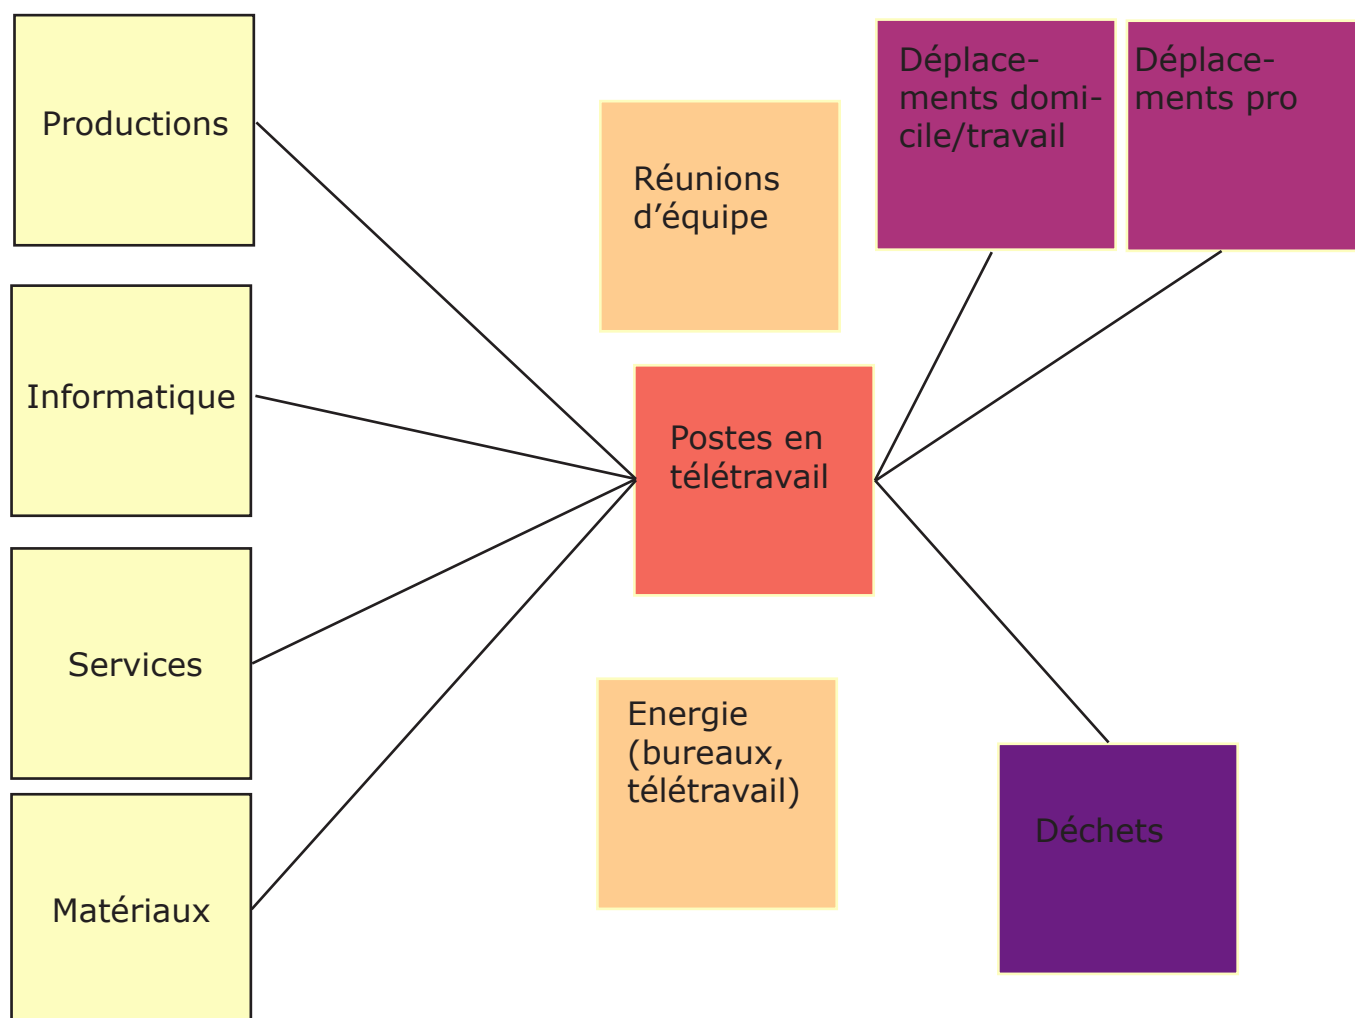 Productions
Informatique
Services
Matériaux
Réunions
d’équipe
Postes en
télétravail
Energie
(bureaux,
télétravail)
Déplace-
ments domi-
cile/travail
Déplace-
ments pro
Déchets